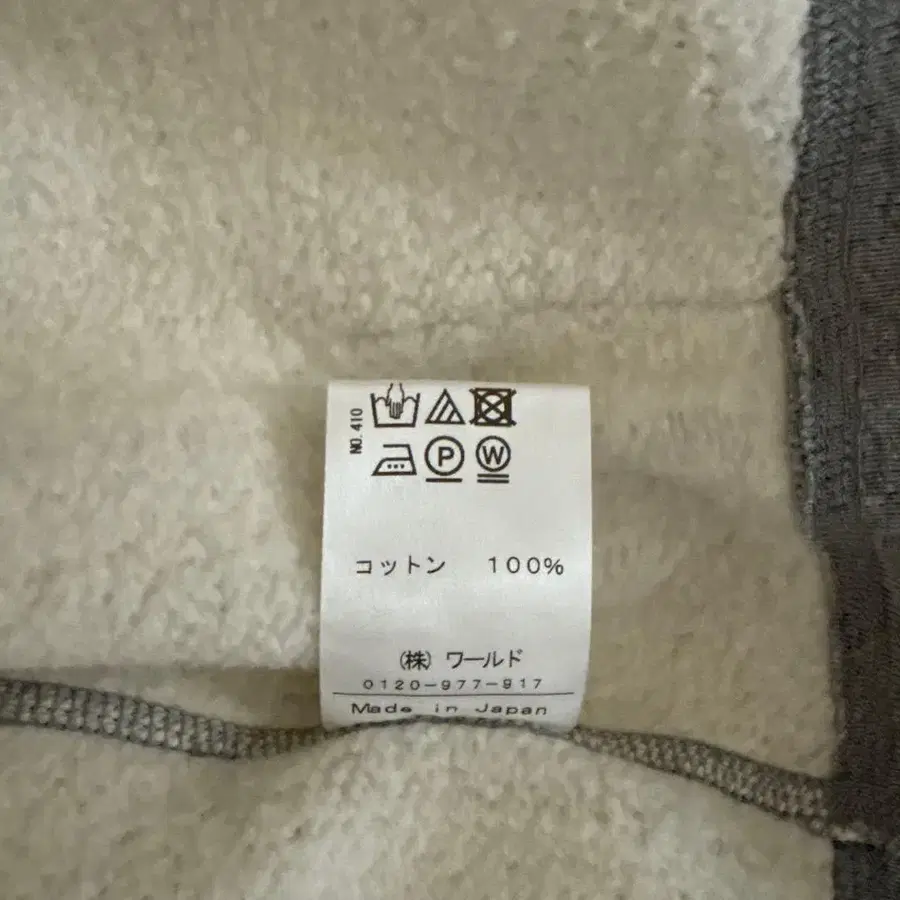 NO.410
P
W
コットン 100%
(株) ワールド
0120-977-917
Made in Japan